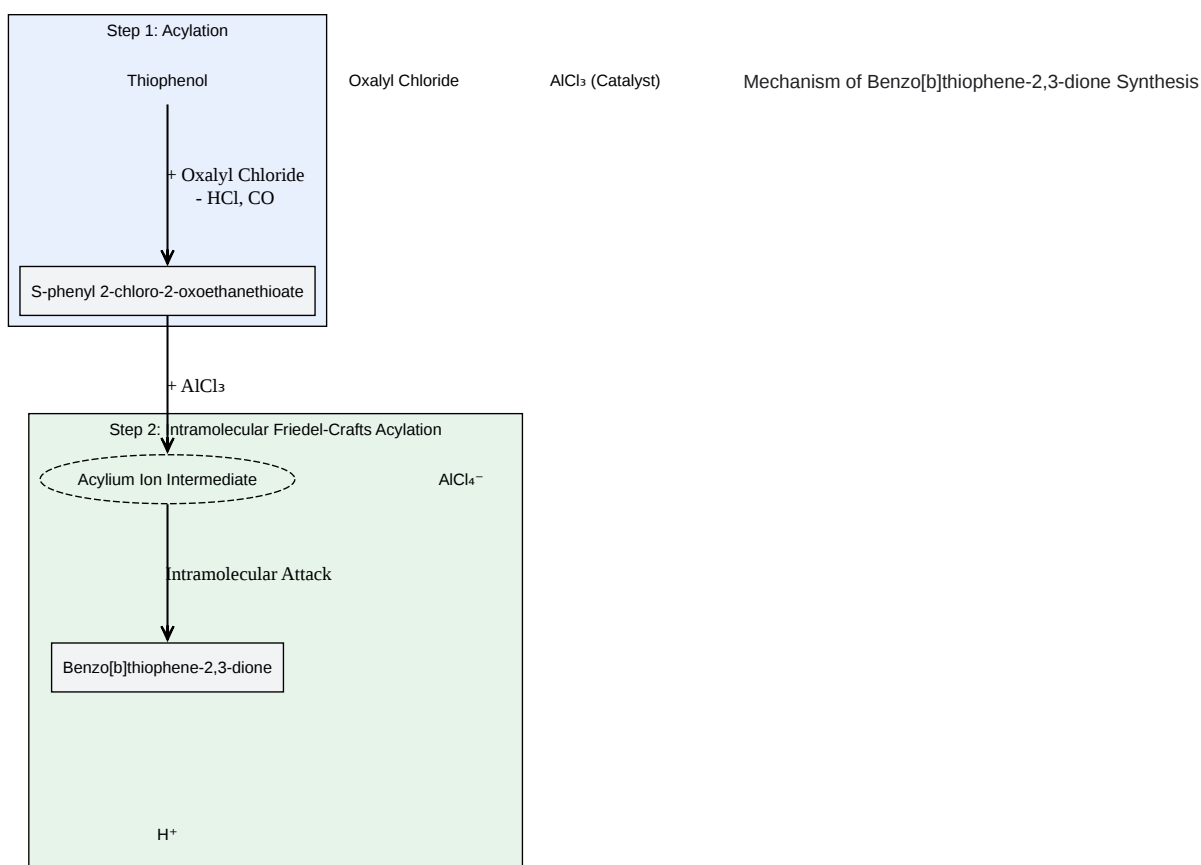 Step 1: Acylation
Thiophenol
Oxalyl Chloride
AlCl₃ (Catalyst)
Mechanism of Benzo[b]thiophene-2,3-dione Synthesis
+ Oxalyl Chloride
- HCl, CO
S-phenyl 2-chloro-2-oxoethanethioate
+ AlCl₃
Step 2: Intramolecular Friedel-Crafts Acylation
Acylium Ion Intermediate
AlCl₄⁻
Intramolecular Attack
Benzo[b]thiophene-2,3-dione
H⁺